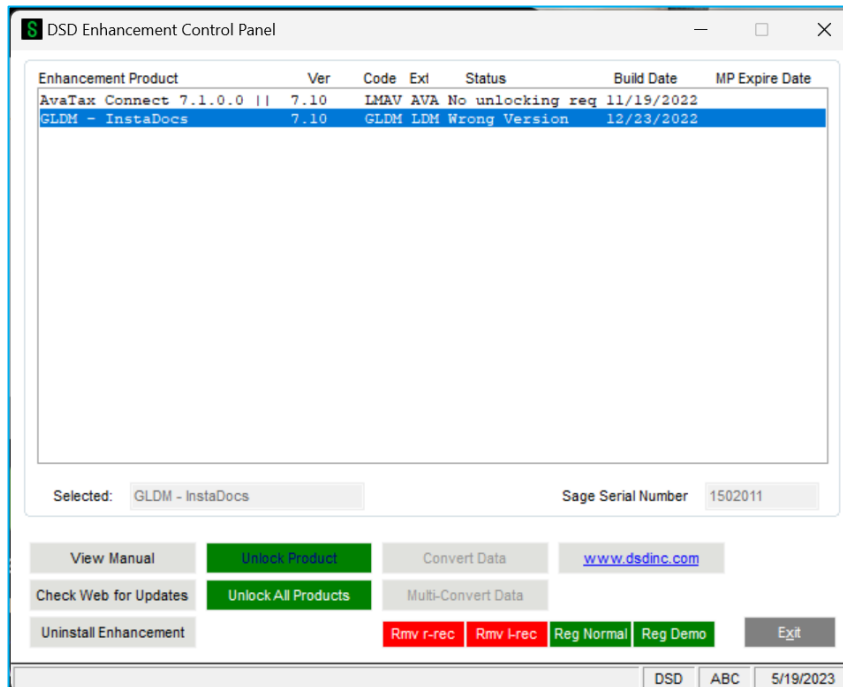 S DSD Enhancement Control Panel
Enhancement Product Ver Code Ext Status Build Date MP Expire Date
AvaTax Connect 7.1.0.0 || 7.10 LMAV AVA No unlocking req 11/19/2022
GLDM - InstaDocs 7.10 GLDM LDM Wrong Version 12/23/2022
Selected: GLDM - InstaDocs Sage Serial Number 1502011
View Manual Unlock Product Convert Data www.dsdinc.com
Check Web for Updates Unlock All Products Multi-Convert Data
Uninstall Enhancement Rmv r-rec Rmv l-rec Reg Normal Reg Demo Exit
DSD ABC 5/19/2023